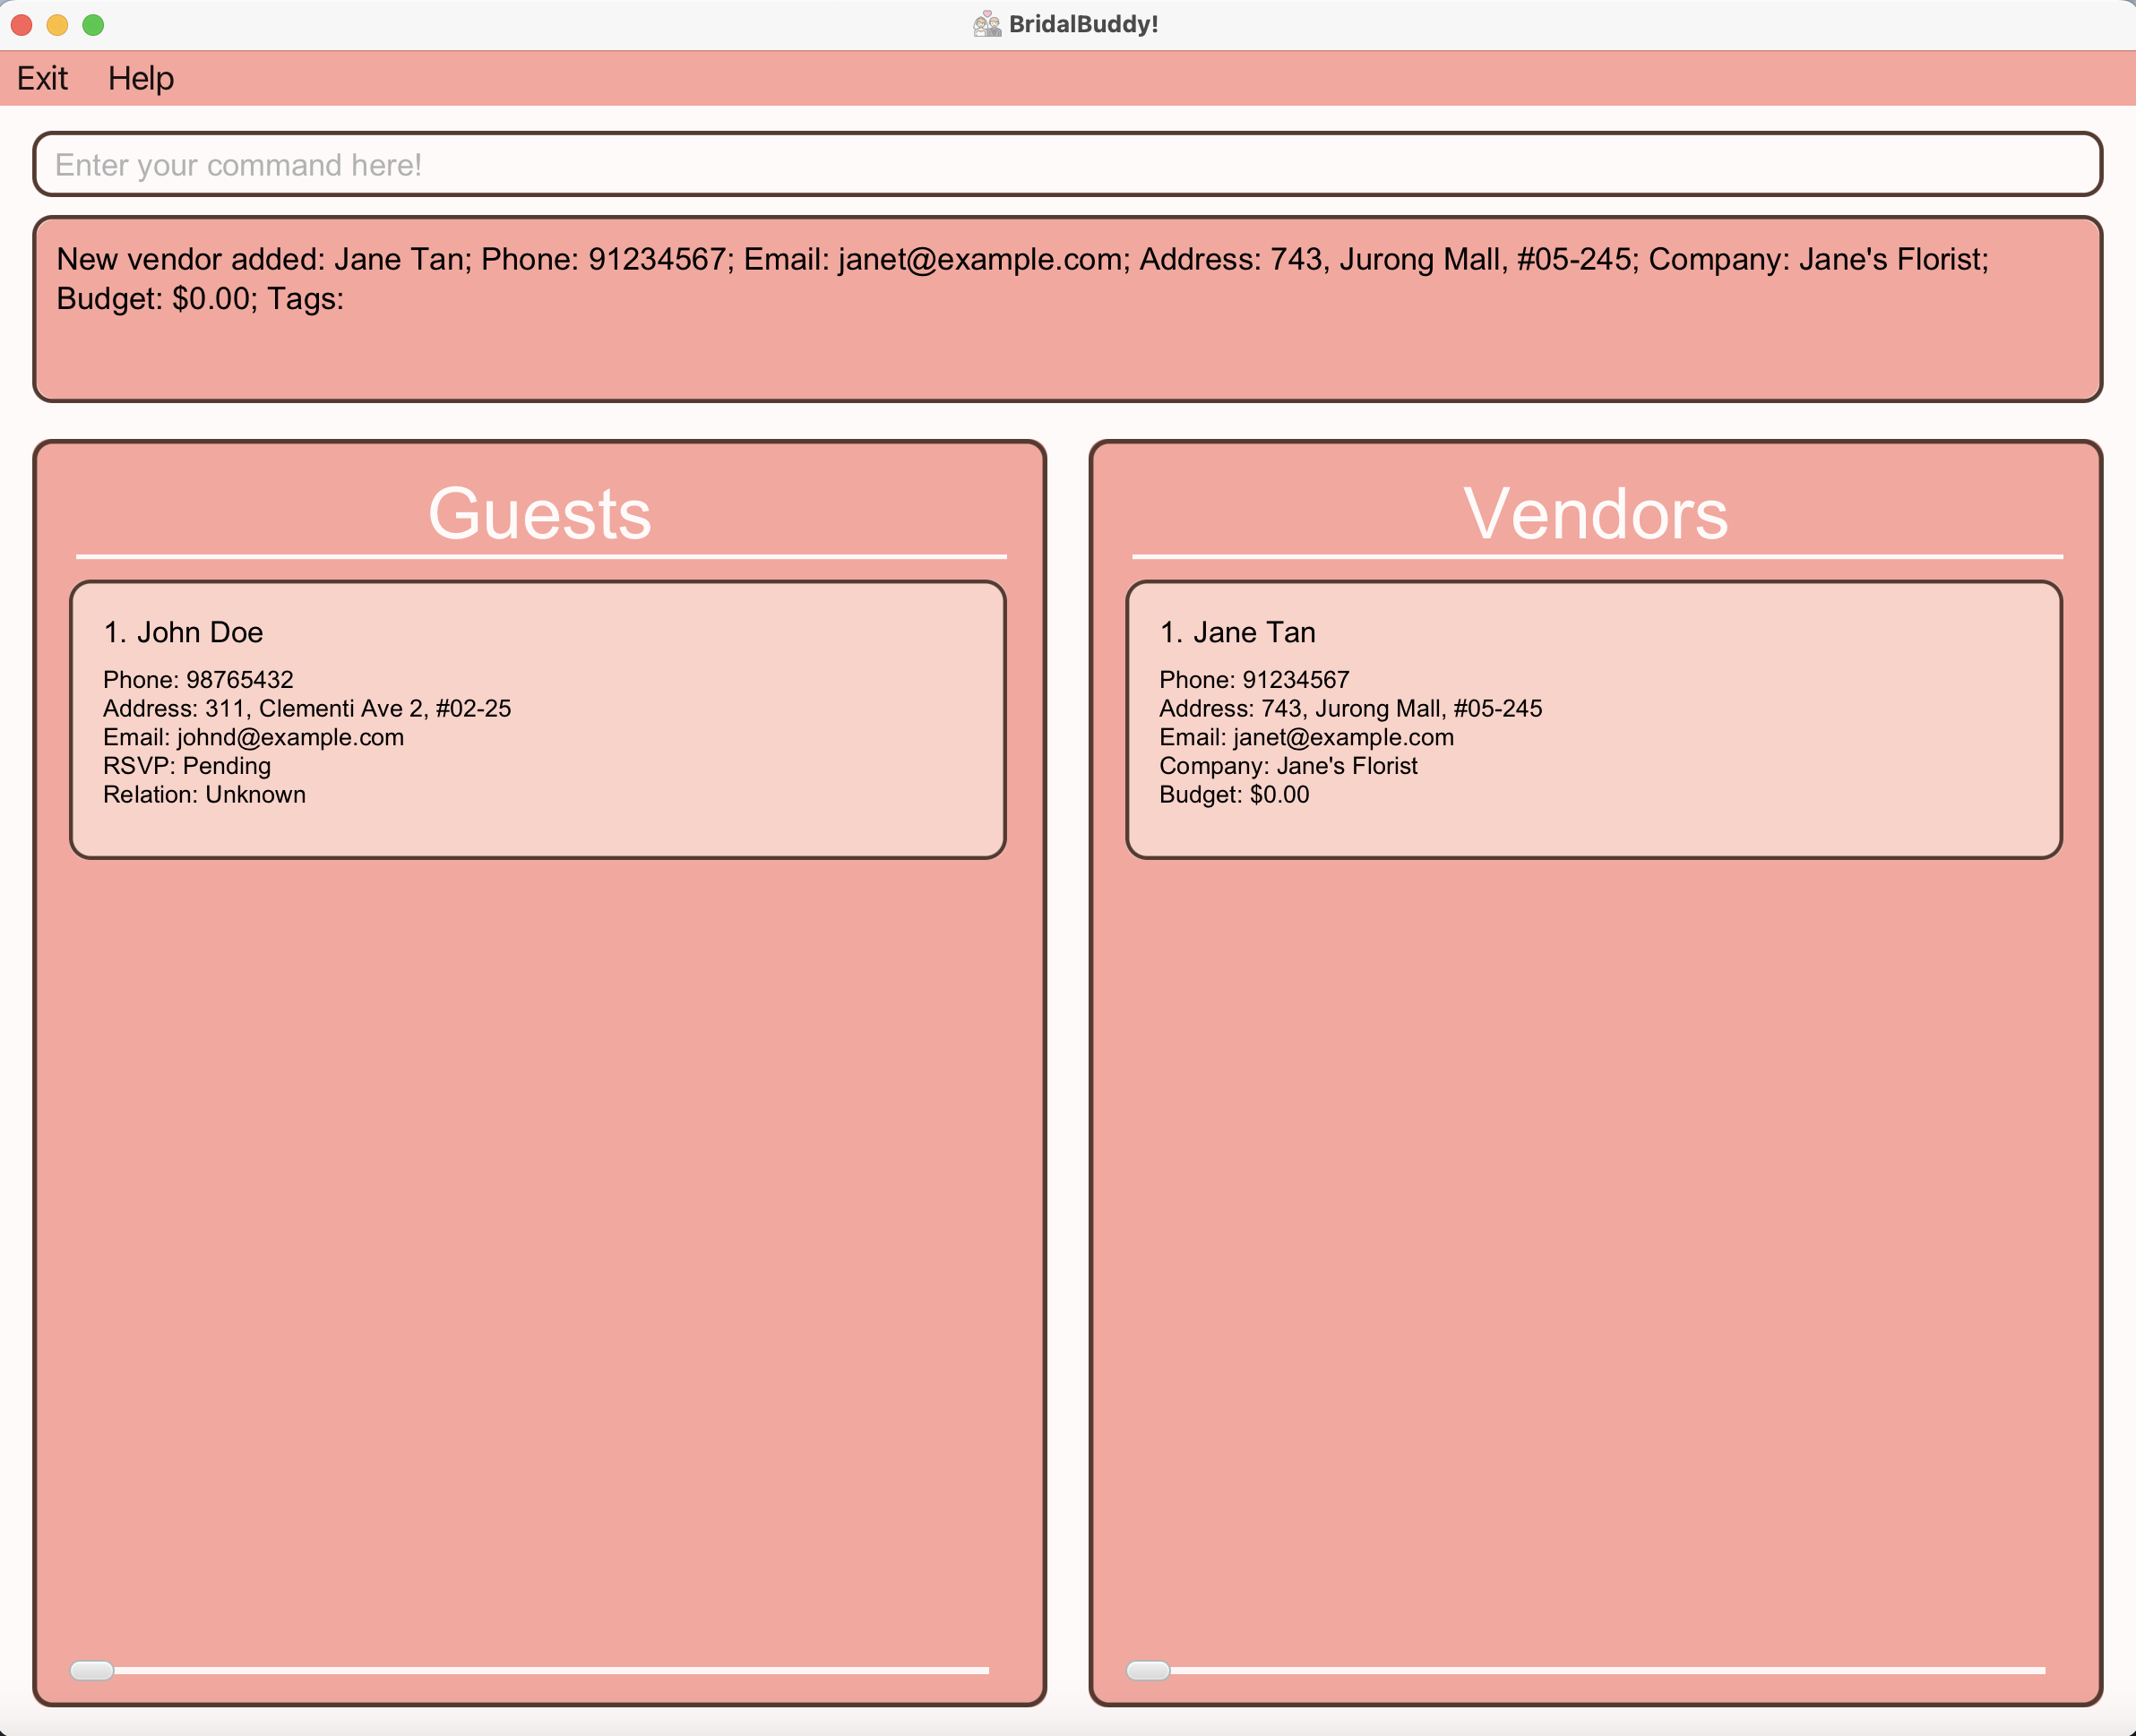 BridalBuddy!
Exit Help
Enter your command here!
New vendor added: Jane Tan; Phone: 91234567; Email: janet@example.com; Address: 743, Jurong Mall, #05-245; Company: Jane's Florist;
Budget: $0.00; Tags:
Guests
1. John Doe
Phone: 98765432
Address: 311, Clementi Ave 2, #02-25
Email: johnd@example.com
RSVP: Pending
Relation: Unknown
Vendors
1. Jane Tan
Phone: 91234567
Address: 743, Jurong Mall, #05-245
Email: janet@example.com
Company: Jane's Florist
Budget: $0.00